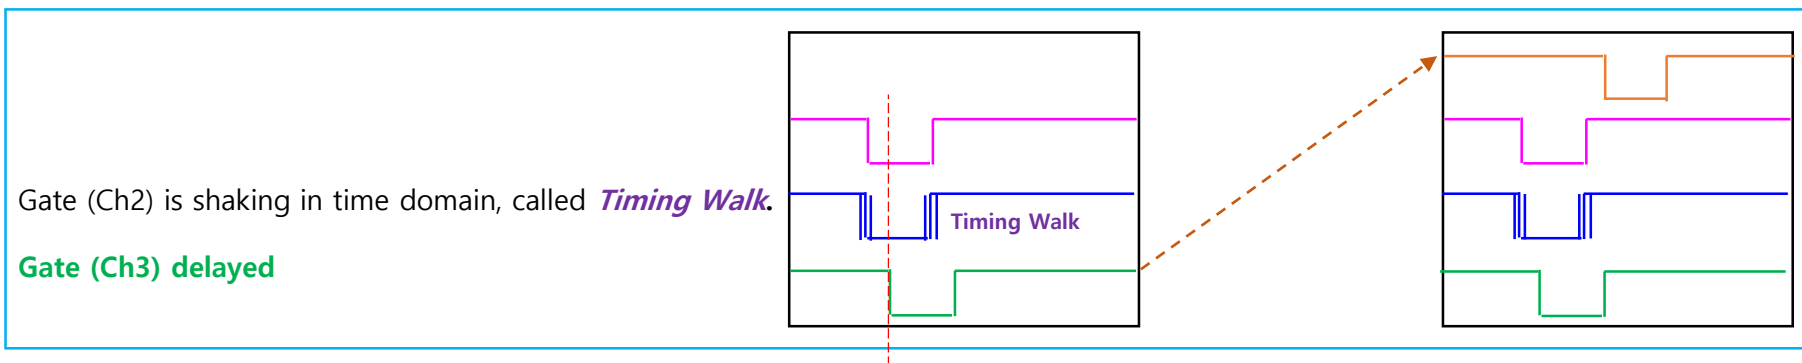 Gate (Ch2) is shaking in time domain, called Timing Walk.
Timing Walk
Gate (Ch3) delayed